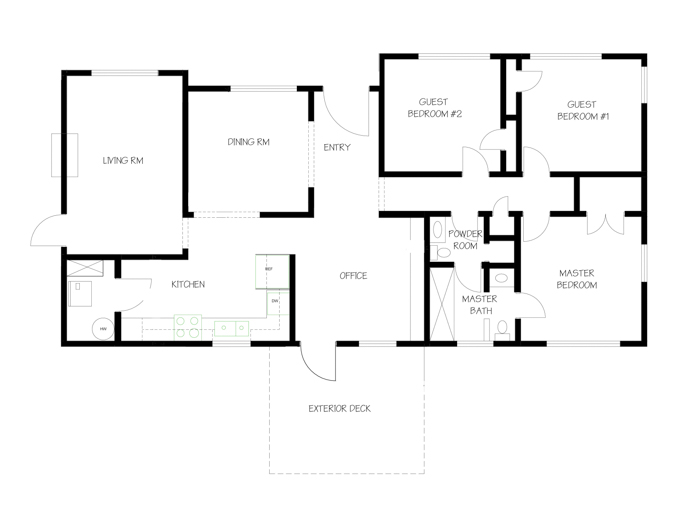 GUEST
BEDROOM #2
GUEST
BEDROOM #1
LIVING RM
DINING RM
ENTRY
POWDER
ROOM
REF
KITCHEN
OFFICE
MASTER
BEDROOM
DW
MASTER
BATH
HW
EXTERIOR DECK